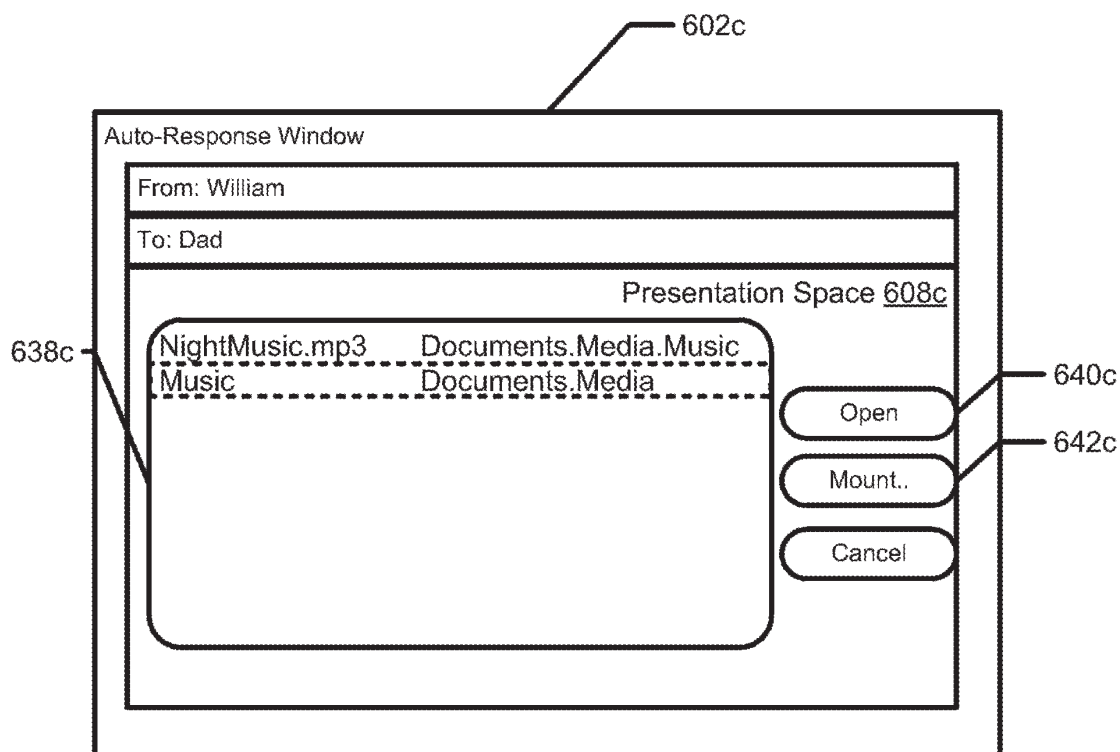 602c
Auto-Response Window
From: William
To: Dad
Presentation Space 608c
638c
NightMusic.mp3 Documents.Media.Music
Music Documents.Media
640c
Open
642c
Mount..
Cancel